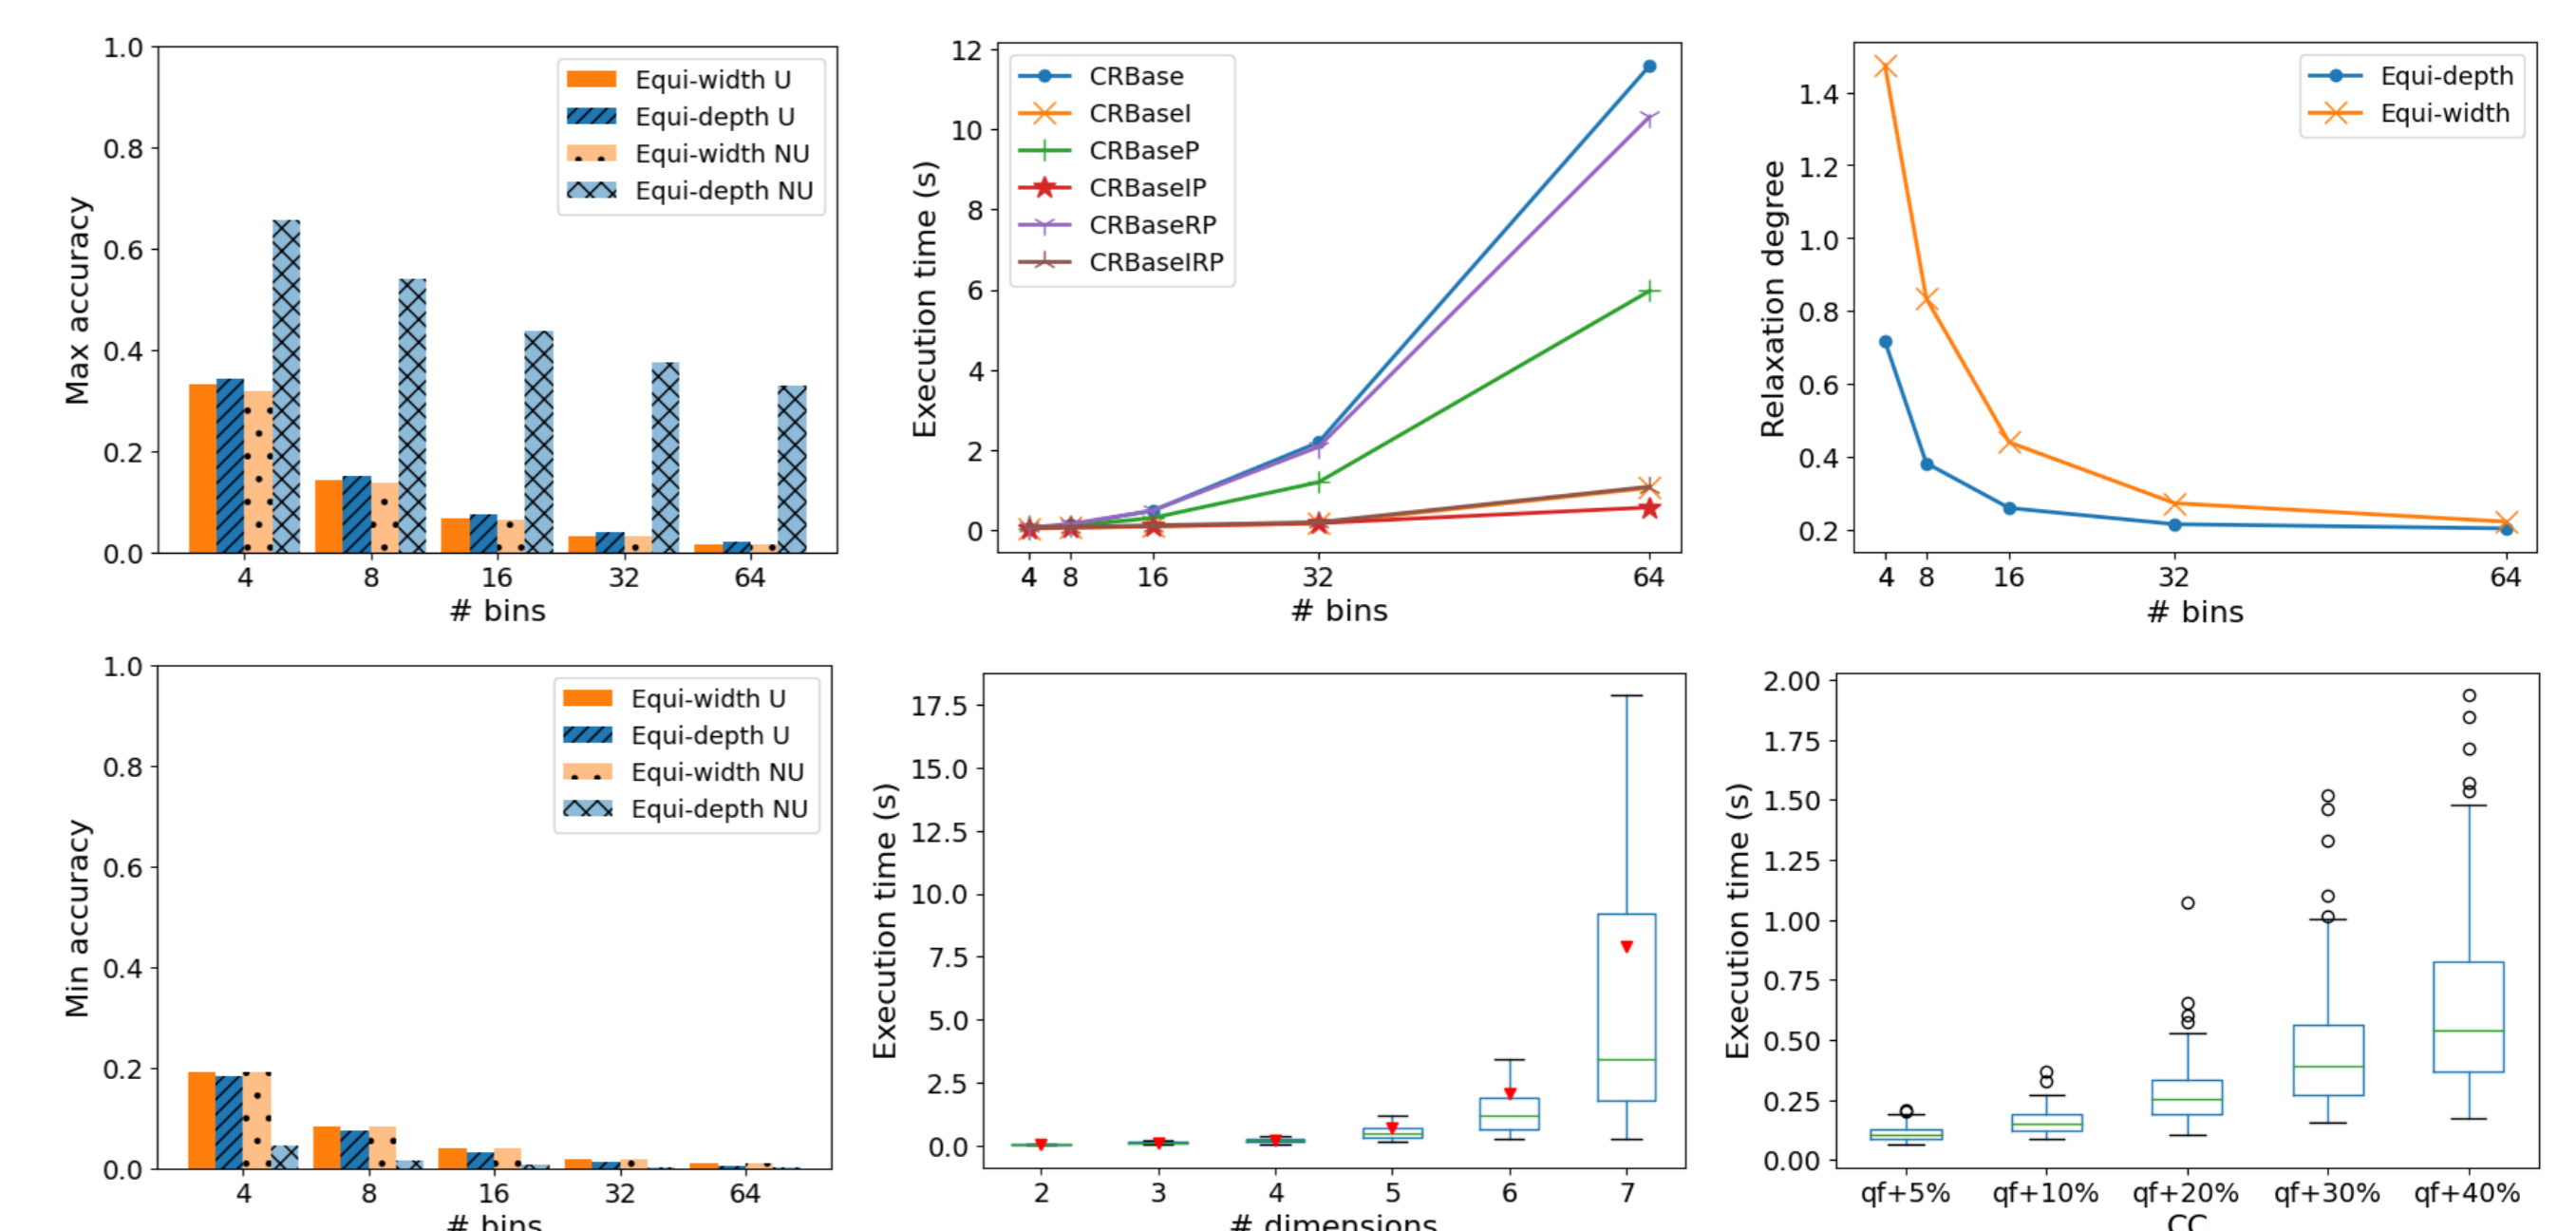 Max accuracy
1.0
0.8
0.6
0.4
0.2
0.0
Equi-width U
Equi-depth U
Equi-width NU
Equi-depth NU
4 8 16 32 64
# bins
Execution time (s)
12
10
8
6
4
2
0
CRBase
CRBaseI
CRBaseP
CRBaseIP
CRBaseRP
CRBaseIRP
4 8 16 32 64
# bins
Relaxation degree
1.4
1.2
1.0
0.8
0.6
0.4
0.2
Equi-depth
Equi-width
4 8 16 32 64
# bins
Min accuracy
1.0
0.8
0.6
0.4
0.2
0.0
Equi-width U
Equi-depth U
Equi-width NU
Equi-depth NU
4 8 16 32 64
# bins
Execution time (s)
17.5
15.0
12.5
10.0
7.5
5.0
2.5
0.0
2 3 4 5 6 7
# dimensions
Execution time (s)
2.00
1.75
1.50
1.25
1.00
0.75
0.50
0.25
0.00
qf+5% qf+10% qf+20% qf+30% qf+40%
CC